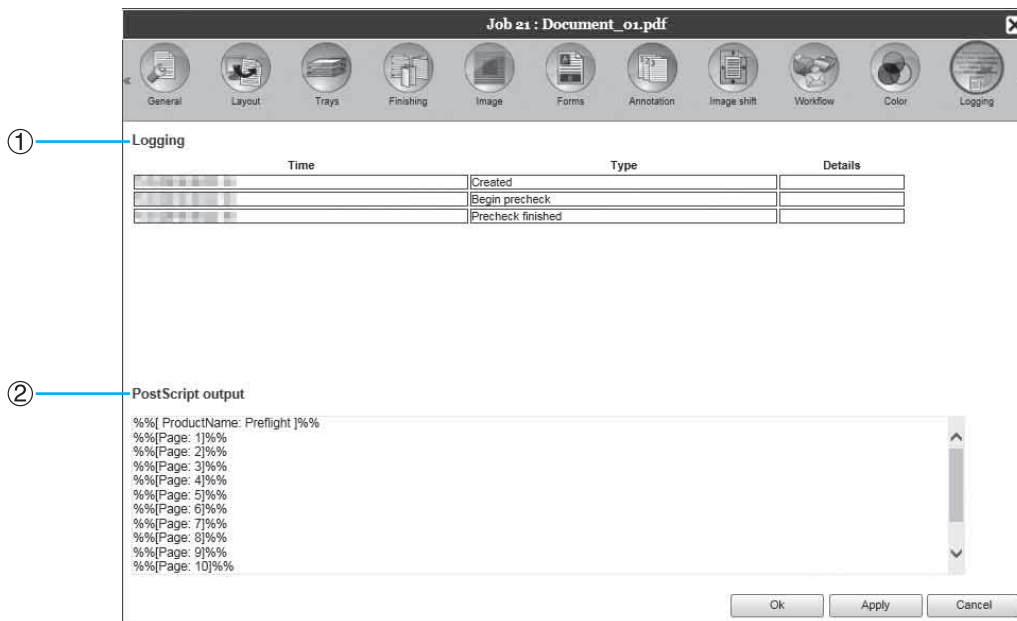 Job 21 : Document_01.pdf
« General Layout Trays Finishing Image Forms Annotation Image shift Workflow Color Logging
① Logging
Time Type Details
Created
Begin precheck
Precheck finished
② PostScript output
%%[ ProductName: Preflight ]%%
%%[Page: 1]%%
%%[Page: 2]%%
%%[Page: 3]%%
%%[Page: 4]%%
%%[Page: 5]%%
%%[Page: 6]%%
%%[Page: 7]%%
%%[Page: 8]%%
%%[Page: 9]%%
%%[Page: 10]%%
Ok Apply Cancel